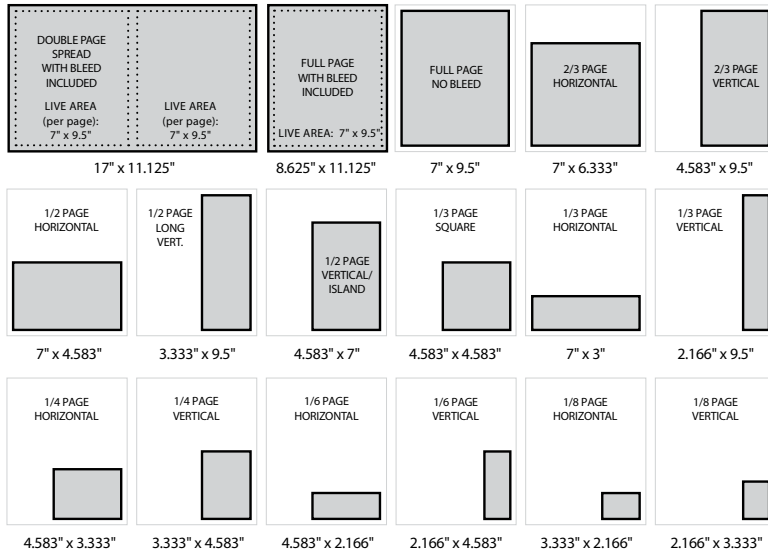 DOUBLE PAGE
SPREAD
WITH BLEED
INCLUDED
LIVE AREA
(per page):
7" x 9.5"
LIVE AREA
(per page):
7" x 9.5"
17" x 11.125"
FULL PAGE
WITH BLEED
INCLUDED
LIVE AREA: 7" x 9.5"
8.625" x 11.125"
FULL PAGE
NO BLEED
7" x 9.5"
2/3 PAGE
HORIZONTAL
7" x 6.333"
2/3 PAGE
VERTICAL
4.583" x 9.5"
1/2 PAGE
HORIZONTAL
7" x 4.583"
1/2 PAGE
LONG
VERT.
3.333" x 9.5"
1/2 PAGE
VERTICAL/
ISLAND
4.583" x 7"
1/3 PAGE
SQUARE
4.583" x 4.583"
1/3 PAGE
HORIZONTAL
7" x 3"
1/3 PAGE
VERTICAL
2.166" x 9.5"
1/4 PAGE
HORIZONTAL
4.583" x 3.333"
1/4 PAGE
VERTICAL
3.333" x 4.583"
1/6 PAGE
HORIZONTAL
4.583" x 2.166"
1/6 PAGE
VERTICAL
2.166" x 4.583"
1/8 PAGE
HORIZONTAL
3.333" x 2.166"
1/8 PAGE
VERTICAL
2.166" x 3.333"